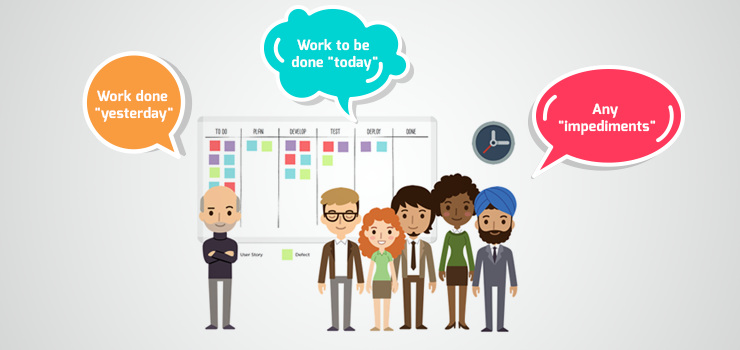 Work to be
done “today”
Work done
“yesterday”
Any
“impediments“
TO DO
PLAN
DEVELOP
TEST
DEPLOY
DONE
User Story
Defect